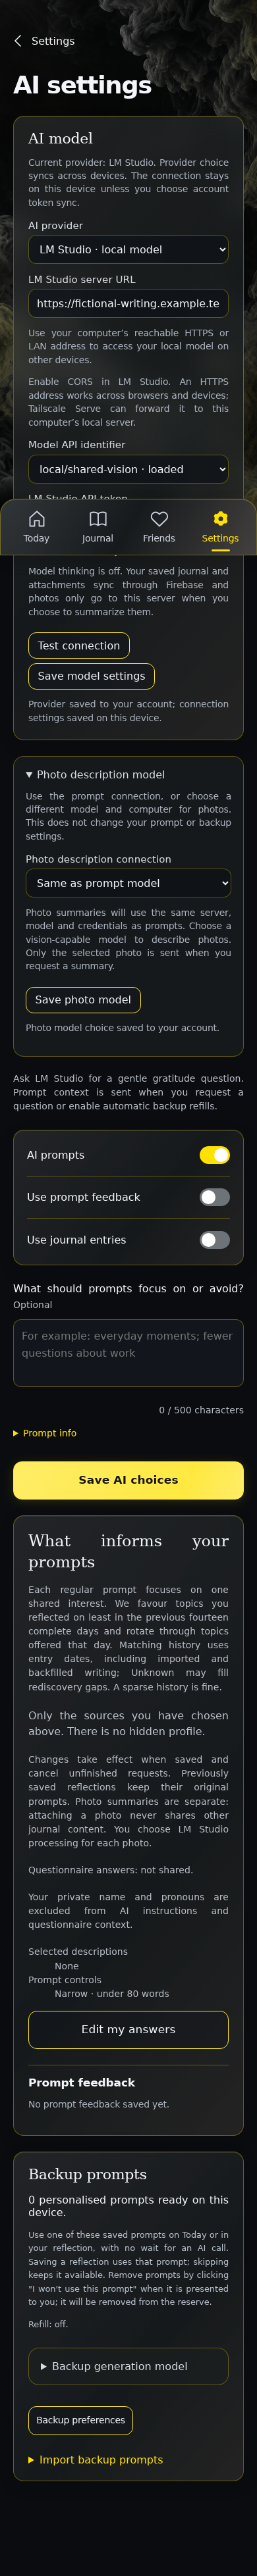 Settings
AI settings
AI model
Current provider: LM Studio. Provider choice
syncs across devices. The connection stays
on this device unless you choose account
token sync.
AI provider
LM Studio · local model
LM Studio server URL
https://fictional-writing.example.te
Use your computer's reachable HTTPS or
LAN address to access your local model on
other devices.
Enable CORS in LM Studio. An HTTPS
address works across browsers and devices;
Tailscale Serve can forward it to this
computer's local server.
Model API identifier
local/shared-vision · loaded
LM Studio API token
Today
Journal
Friends
Settings
Model thinking is off. Your saved journal and
attachments sync through Firebase and
photos only go to this server when you
choose to summarize them.
Test connection
Save model settings
Provider saved to your account; connection
settings saved on this device.
▼ Photo description model
Use the prompt connection, or choose a
different model and computer for photos.
This does not change your prompt or backup
settings.
Photo description connection
Same as prompt model
Photo summaries will use the same server,
model and credentials as prompts. Choose a
vision-capable model to describe photos.
Only the selected photo is sent when you
request a summary.
Save photo model
Photo model choice saved to your account.
Ask LM Studio for a gentle gratitude question.
Prompt context is sent when you request a
question or enable automatic backup refills.
AI prompts
Use prompt feedback
Use journal entries
What should prompts focus on or avoid?
Optional
For example: everyday moments; fewer
questions about work
0 / 500 characters
▶ Prompt info
Save AI choices
What informs your
prompts
Each regular prompt focuses on one
shared interest. We favour topics you
reflected on least in the previous fourteen
complete days and rotate through topics
offered that day. Matching history uses
entry dates, including imported and
backfilled writing; Unknown may fill
rediscovery gaps. A sparse history is fine.
Only the sources you have chosen
above. There is no hidden profile.
Changes take effect when saved and
cancel unfinished requests. Previously
saved reflections keep their original
prompts. Photo summaries are separate:
attaching a photo never shares other
journal content. You choose LM Studio
processing for each photo.
Questionnaire answers: not shared.
Your private name and pronouns are
excluded from AI instructions and
questionnaire context.
Selected descriptions
None
Prompt controls
Narrow · under 80 words
Edit my answers
Prompt feedback
No prompt feedback saved yet.
Backup prompts
0 personalised prompts ready on this
device.
Use one of these saved prompts on Today or in
your reflection, with no wait for an AI call.
Saving a reflection uses that prompt; skipping
keeps it available. Remove prompts by clicking
"I won't use this prompt" when it is presented
to you; it will be removed from the reserve.
Refill: off.
▶ Backup generation model
Backup preferences
▶ Import backup prompts